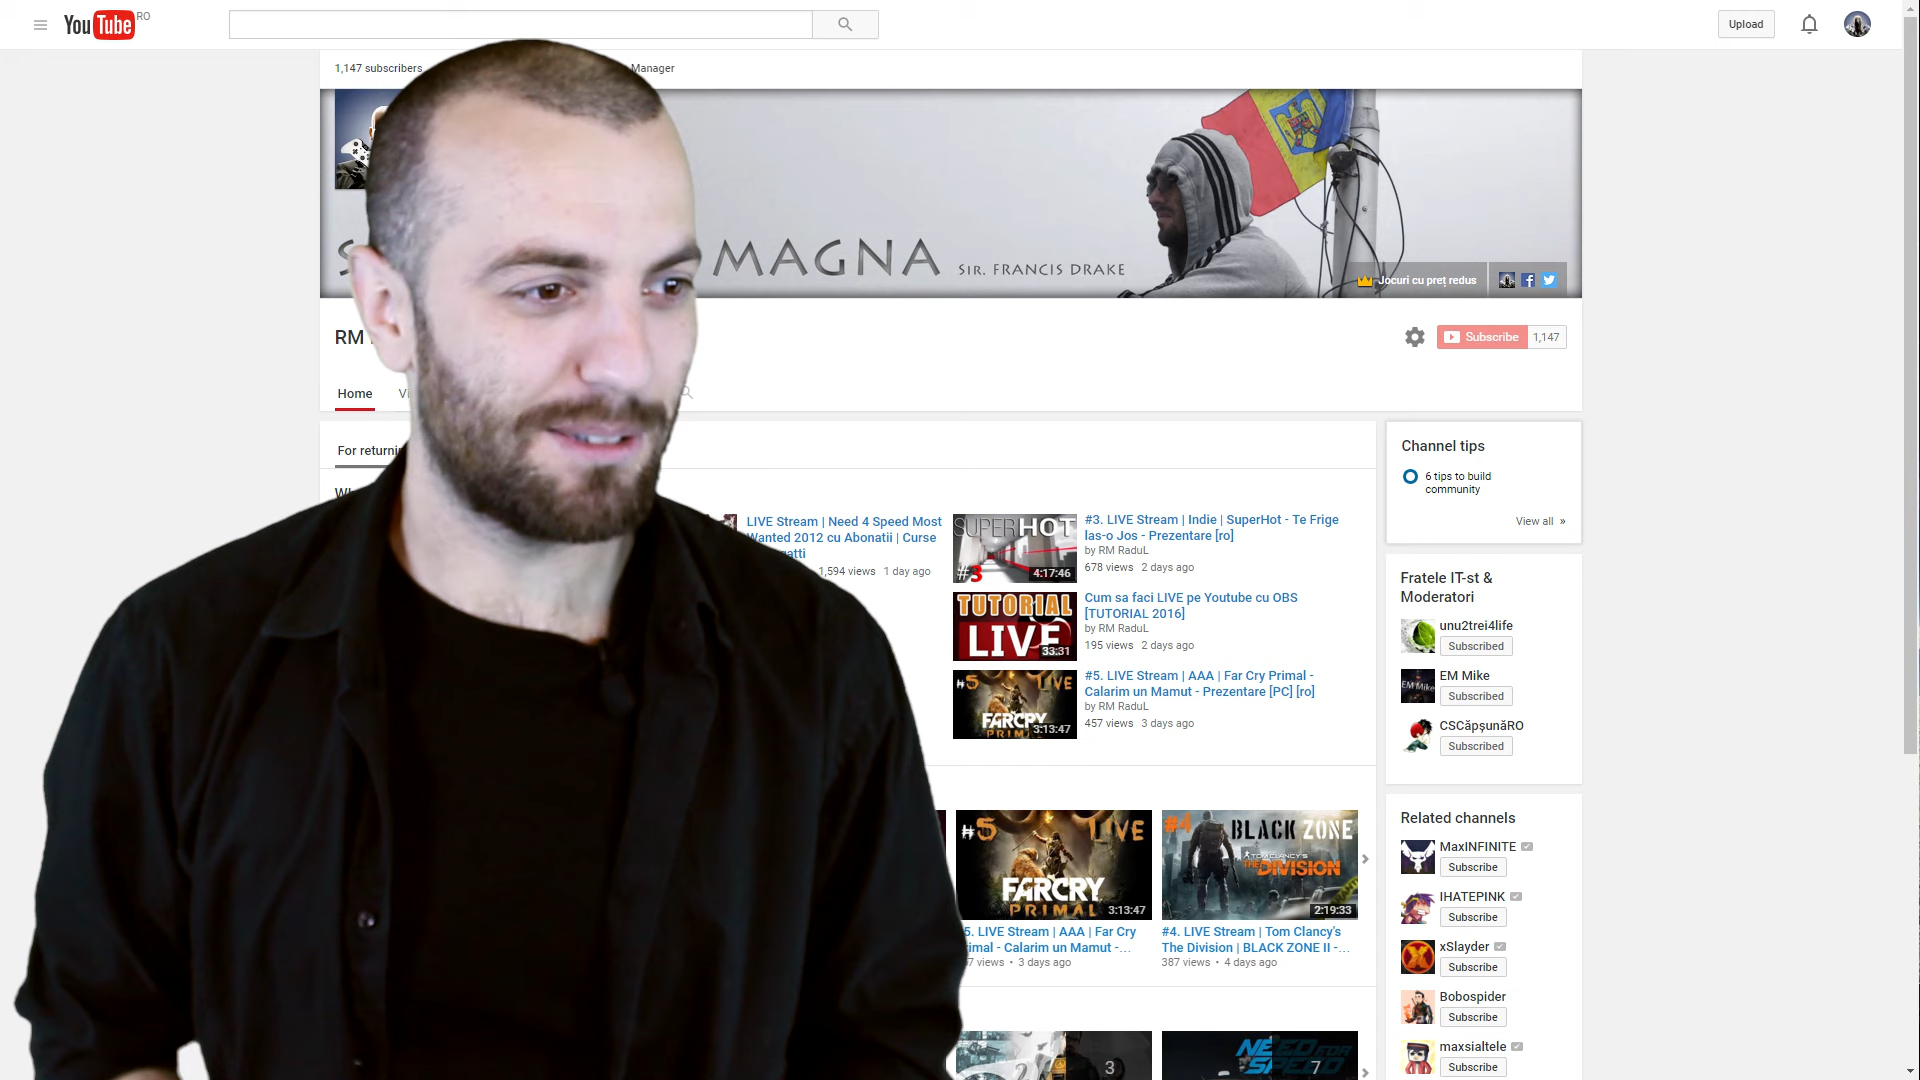 YouTube RO
Upload
1,147 subscribers
Manager
MAGNA SIR. FRANCIS DRAKE
Jocuri cu preț redus
RM
Subscribe 1,147
Home
For
LIVE Stream | Need 4 Speed Most
Wanted 2012 cu Abonatii | Curse
1,594 views 1 day ago
SUPERHOT
#3
4:17:46
#3. LIVE Stream | Indie | SuperHot - Te Frige
las-o Jos - Prezentare [ro]
by RM RaduL
678 views 2 days ago
TUTORIAL
LIVE
33:31
Cum sa faci LIVE pe Youtube cu OBS
[TUTORIAL 2016]
by RM RaduL
195 views 2 days ago
#5 LIVE
FARCRY
PRIMAL
3:13:47
#5. LIVE Stream | AAA | Far Cry Primal -
Calarim un Mamut - Prezentare [PC] [ro]
by RM RaduL
457 views 3 days ago
#5 LIVE
FARCRY
PRIMAL
3:13:47
5. LIVE Stream | AAA | Far Cry
Calarim un Mamut -...
views • 3 days ago
#4 BLACK ZONE
TOM CLANCY'S
THE DIVISION
2:19:33
#4. LIVE Stream | Tom Clancy's
The Division | BLACK ZONE II -...
387 views • 4 days ago
2
3
NEED FOR
SPEED
7
Channel tips
6 tips to build
community
View all »
Fratele IT-st &
Moderatori
unu2trei4life
Subscribed
EM Mike
EM Mike
Subscribed
CSCăpșunăRO
Subscribed
Related channels
MaxINFINITE
Subscribe
IHATEPINK
Subscribe
xSlayder
Subscribe
Bobospider
Subscribe
maxsialtele
Subscribe